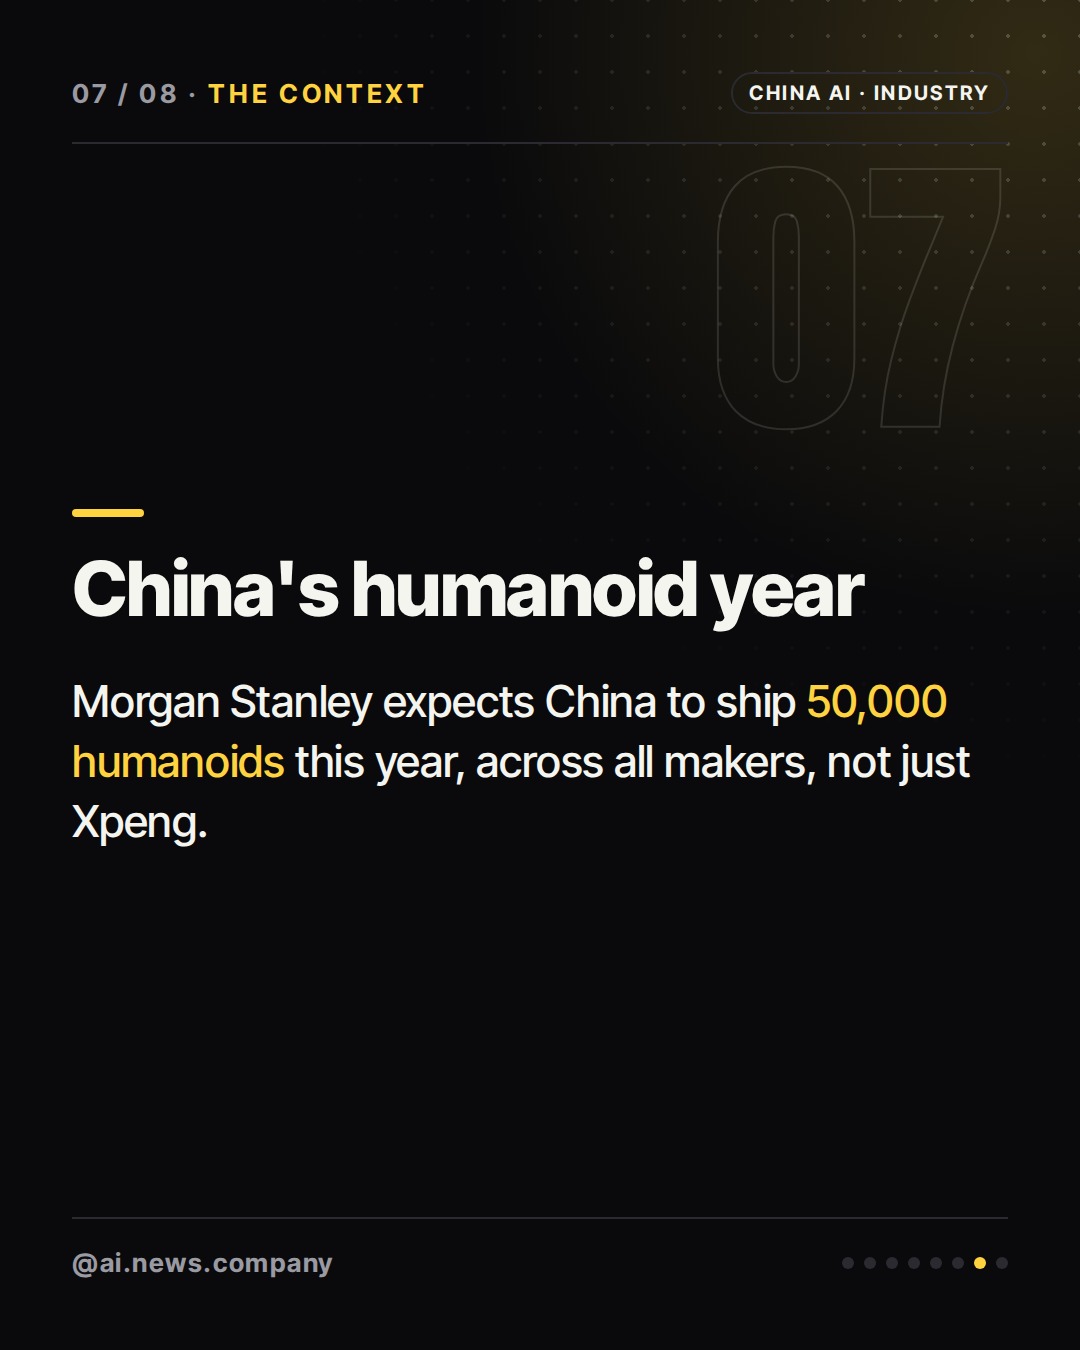 07 / 08 · THE CONTEXT
CHINA AI · INDUSTRY
07
China's humanoid year
Morgan Stanley expects China to ship 50,000
humanoids this year, across all makers, not just
Xpeng.
@ai.news.company